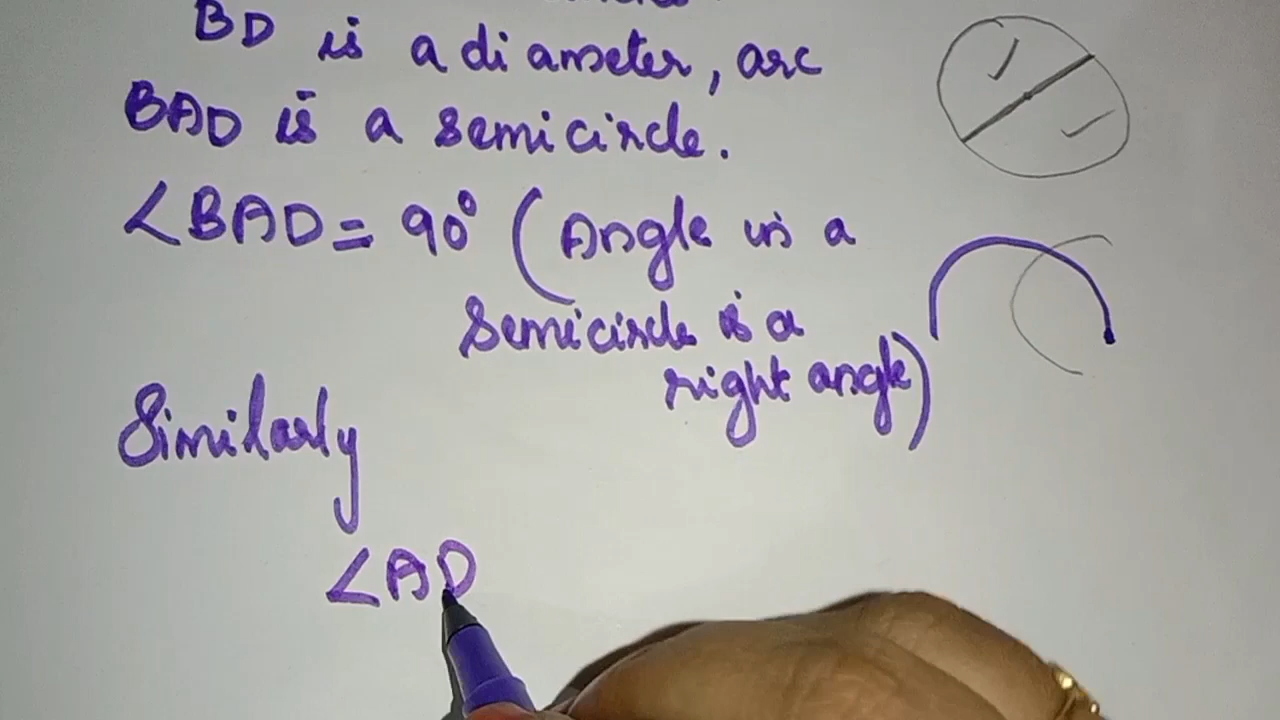 BD is a diameter, arc
BAD is a semicircle.
∠BAD = 90° (Angle in a
semicircle is a
right angle)
Similarly
∠AD